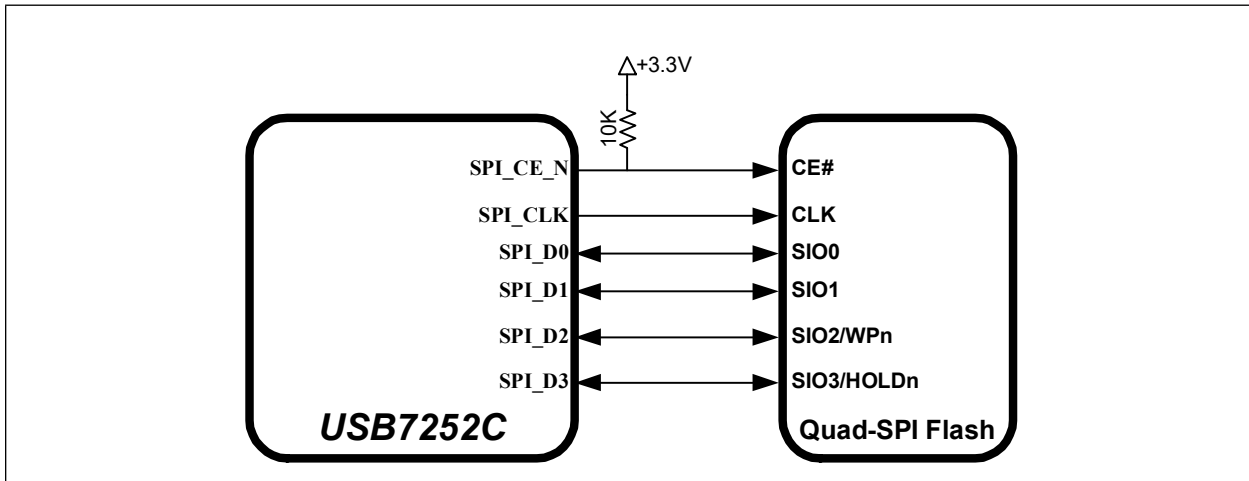 +3.3V
10K
SPI_CE_N CE#
SPI_CLK CLK
SPI_D0 SIO0
SPI_D1 SIO1
SPI_D2 SIO2/WPn
SPI_D3 SIO3/HOLDn
USB7252C Quad-SPI Flash